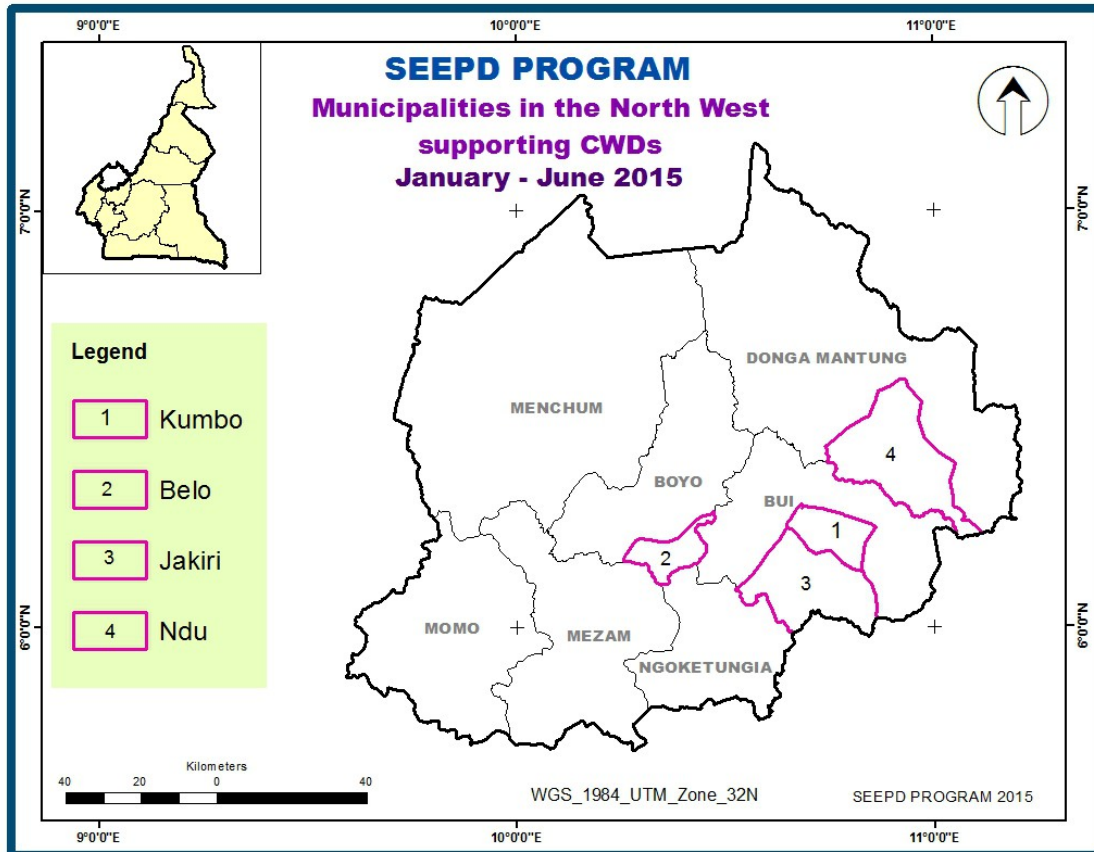 9°0'0"E 10°0'0"E 11°0'0"E
SEEPD PROGRAM
Municipalities in the North West
supporting CWDs
January - June 2015
7°0'0"N 7°0'0"N
Legend
1 Kumbo
2 Belo
3 Jakiri
4 Ndu
DONGA MANTUNG
MENCHUM
4
BOYO
BUI
1
2
3
6°0'0"N 6°0'0"N
MOMO
MEZAM
NGOKETUNGIA
Kilometers
40 20 0 40
WGS_1984_UTM_Zone_32N
SEEPD PROGRAM 2015
9°0'0"E 10°0'0"E 11°0'0"E